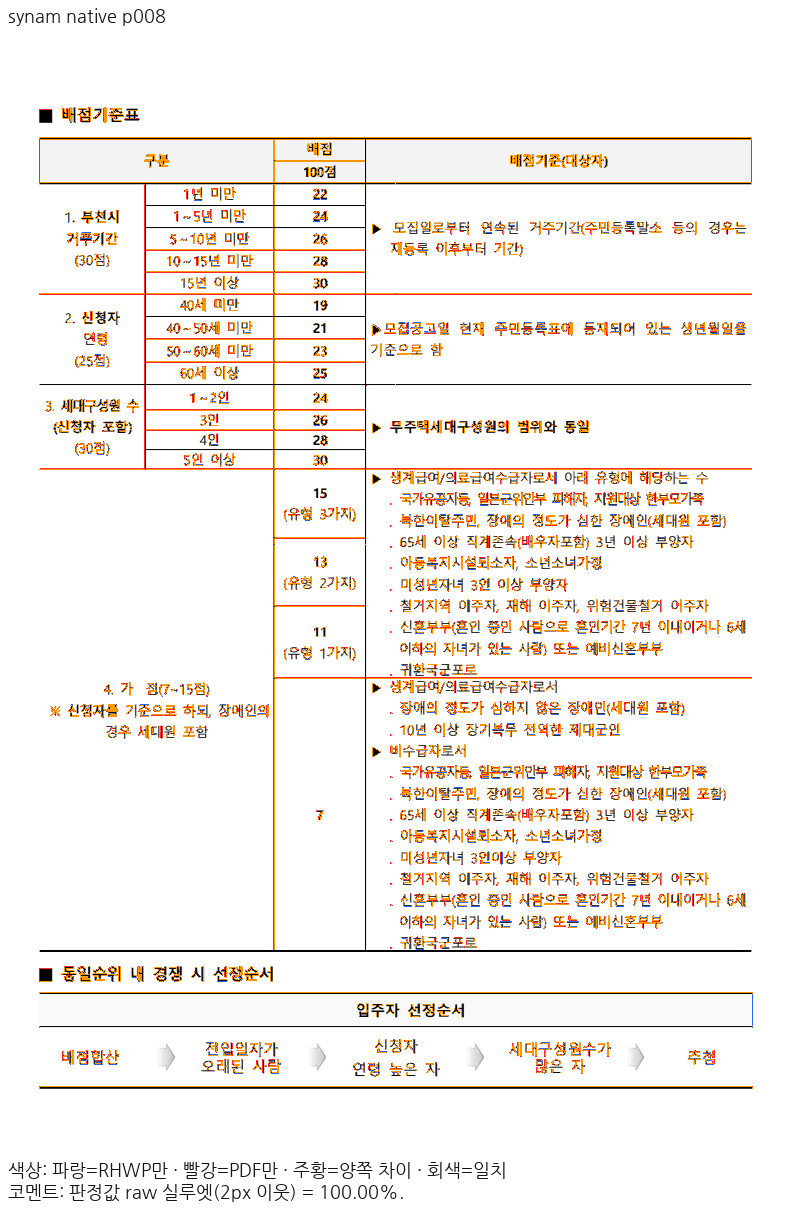 synam native p008
■ 배점기준표
구분
배점
100점
배점기준(대상자)
1. 부천시
거주기간
(30점)
1년 미만
22
1~5년 미만
24
5~10년 미만
26
10~15년 미만
28
15년 이상
30
▶ 모집일로부터 연속된 거주기간(주민등록말소 등의 경우는
재등록 이후부터 기간)
2. 신청자
연령
(25점)
40세 미만
19
40~50세 미만
21
50~60세 미만
23
60세 이상
25
▶모집공고일 현재 주민등록표에 등재되어 있는 생년월일을
기준으로 함
3. 세대구성원 수
(신청자 포함)
(30점)
1~2인
24
3인
26
4인
28
5인 이상
30
▶ 무주택세대구성원의 범위와 동일
4. 가 점(7~15점)
※ 신청자를 기준으로 하되, 장애인의
경우 세대원 포함
15
(유형 3가지)
13
(유형 2가지)
11
(유형 1가지)
▶ 생계급여/의료급여수급자로서 아래 유형에 해당하는 수
. 국가유공자등, 일본군위안부 피해자, 지원대상 한부모가족
. 북한이탈주민, 장애의 정도가 심한 장애인(세대원 포함)
. 65세 이상 직계존속(배우자포함) 3년 이상 부양자
. 아동복지시설퇴소자, 소년소녀가정
. 미성년자녀 3인 이상 부양자
. 철거지역 이주자, 재해 이주자, 위험건물철거 이주자
. 신혼부부(혼인 중인 사람으로 혼인기간 7년 이내이거나 6세
이하의 자녀가 있는 사람) 또는 예비신혼부부
. 귀환국군포로
7
▶ 생계급여/의료급여수급자로서
. 장애의 정도가 심하지 않은 장애인(세대원 포함)
. 10년 이상 장기복무 전역한 제대군인
▶ 비수급자로서
. 국가유공자등, 일본군위안부 피해자, 지원대상 한부모가족
. 북한이탈주민, 장애의 정도가 심한 장애인(세대원 포함)
. 65세 이상 직계존속(배우자포함) 3년 이상 부양자
. 아동복지시설퇴소자, 소년소녀가정
. 미성년자녀 3인이상 부양자
. 철거지역 이주자, 재해 이주자, 위험건물철거 이주자
. 신혼부부(혼인 중인 사람으로 혼인기간 7년 이내이거나 6세
이하의 자녀가 있는 사람) 또는 예비신혼부부
. 귀환국군포로
■ 동일순위 내 경쟁 시 선정순서
입주자 선정순서
배점합산
전입일자가
오래된 사람
신청자
연령 높은 자
세대구성원수가
많은 자
추첨
색상: 파랑=RHWP만 · 빨강=PDF만 · 주황=양쪽 차이 · 회색=일치
코멘트: 판정값 raw 실루엣(2px 이웃) = 100.00%.